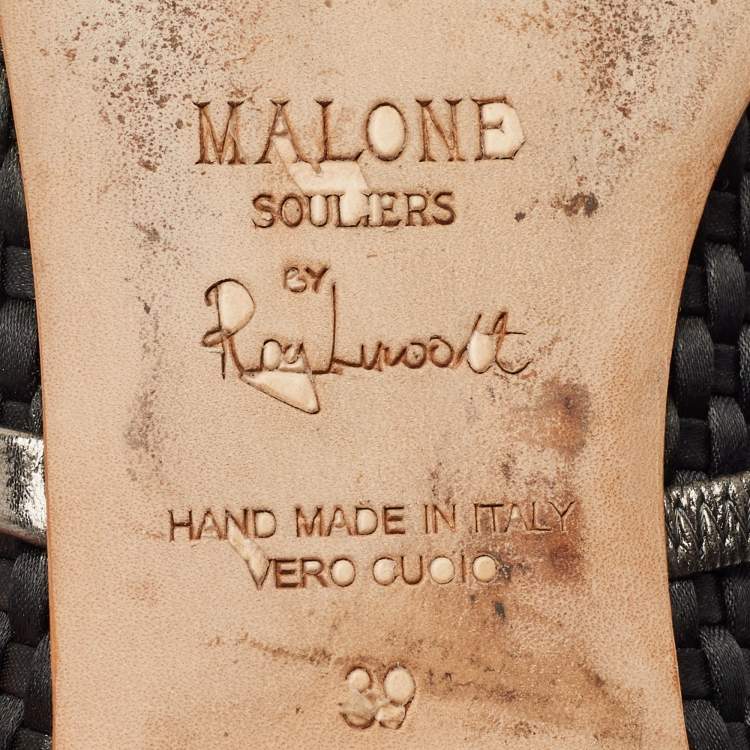 MALONE
SOULIERS
BY
Roy Luwolt
HAND MADE IN ITALY
VERO CUOIO
39